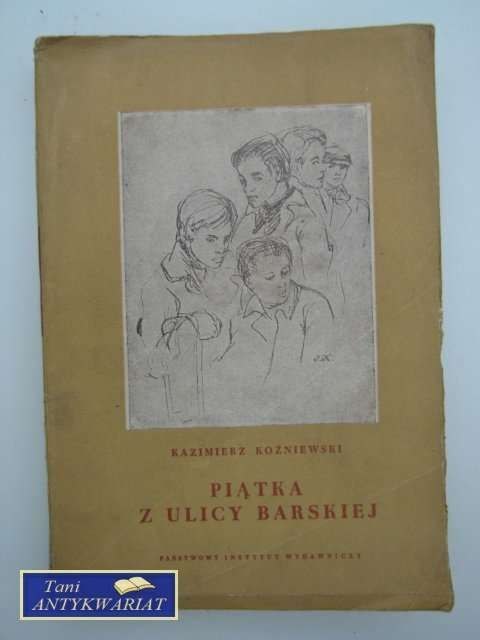 J.K.
KAZIMIERZ KOŹNIEWSKI
PIĄTKA
Z ULICY BARSKIEJ
PAŃSTWOWY INSTYTUT WYDAWNICZY
Tani
ANTYKWARIAT